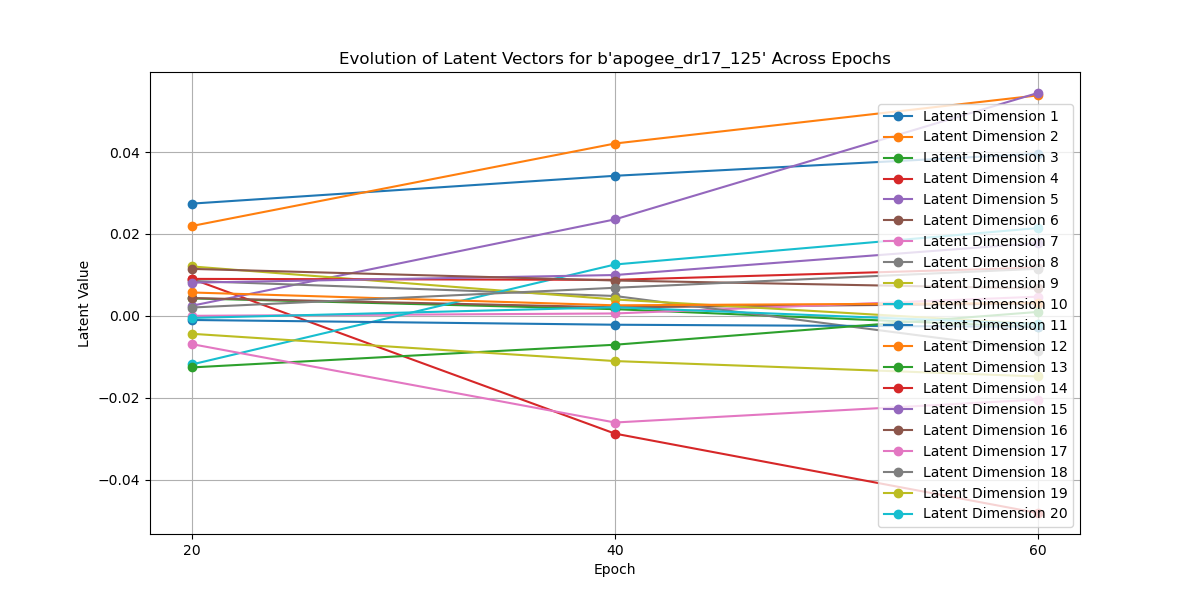 Evolution of Latent Vectors for b'apogee_dr17_125' Across Epochs
Latent Value
0.04
0.02
0.00
−0.02
−0.04
Latent Dimension 1
Latent Dimension 2
Latent Dimension 3
Latent Dimension 4
Latent Dimension 5
Latent Dimension 6
Latent Dimension 7
Latent Dimension 8
Latent Dimension 9
Latent Dimension 10
Latent Dimension 11
Latent Dimension 12
Latent Dimension 13
Latent Dimension 14
Latent Dimension 15
Latent Dimension 16
Latent Dimension 17
Latent Dimension 18
Latent Dimension 19
Latent Dimension 20
20 40 60
Epoch